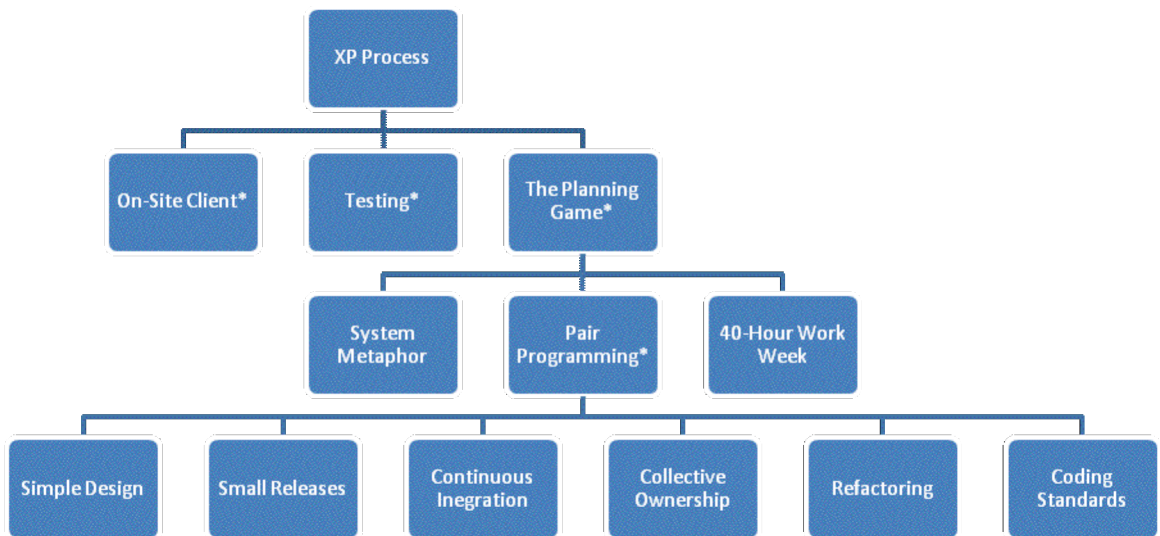 XP Process
On-Site Client*
Testing*
The Planning
Game*
System
Metaphor
Pair
Programming*
40-Hour Work
Week
Simple Design
Small Releases
Continuous
Inegration
Collective
Ownership
Refactoring
Coding
Standards